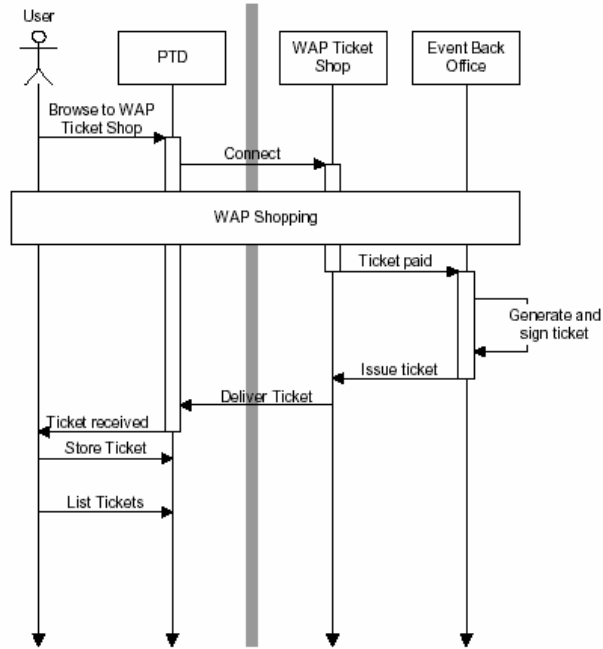 User
PTD
WAP Ticket
Shop
Event Back
Office
Browse to WAP
Ticket Shop
Connect
WAP Shopping
Ticket paid
Generate and
sign ticket
Issue ticket
Deliver Ticket
Ticket received
Store Ticket
List Tickets